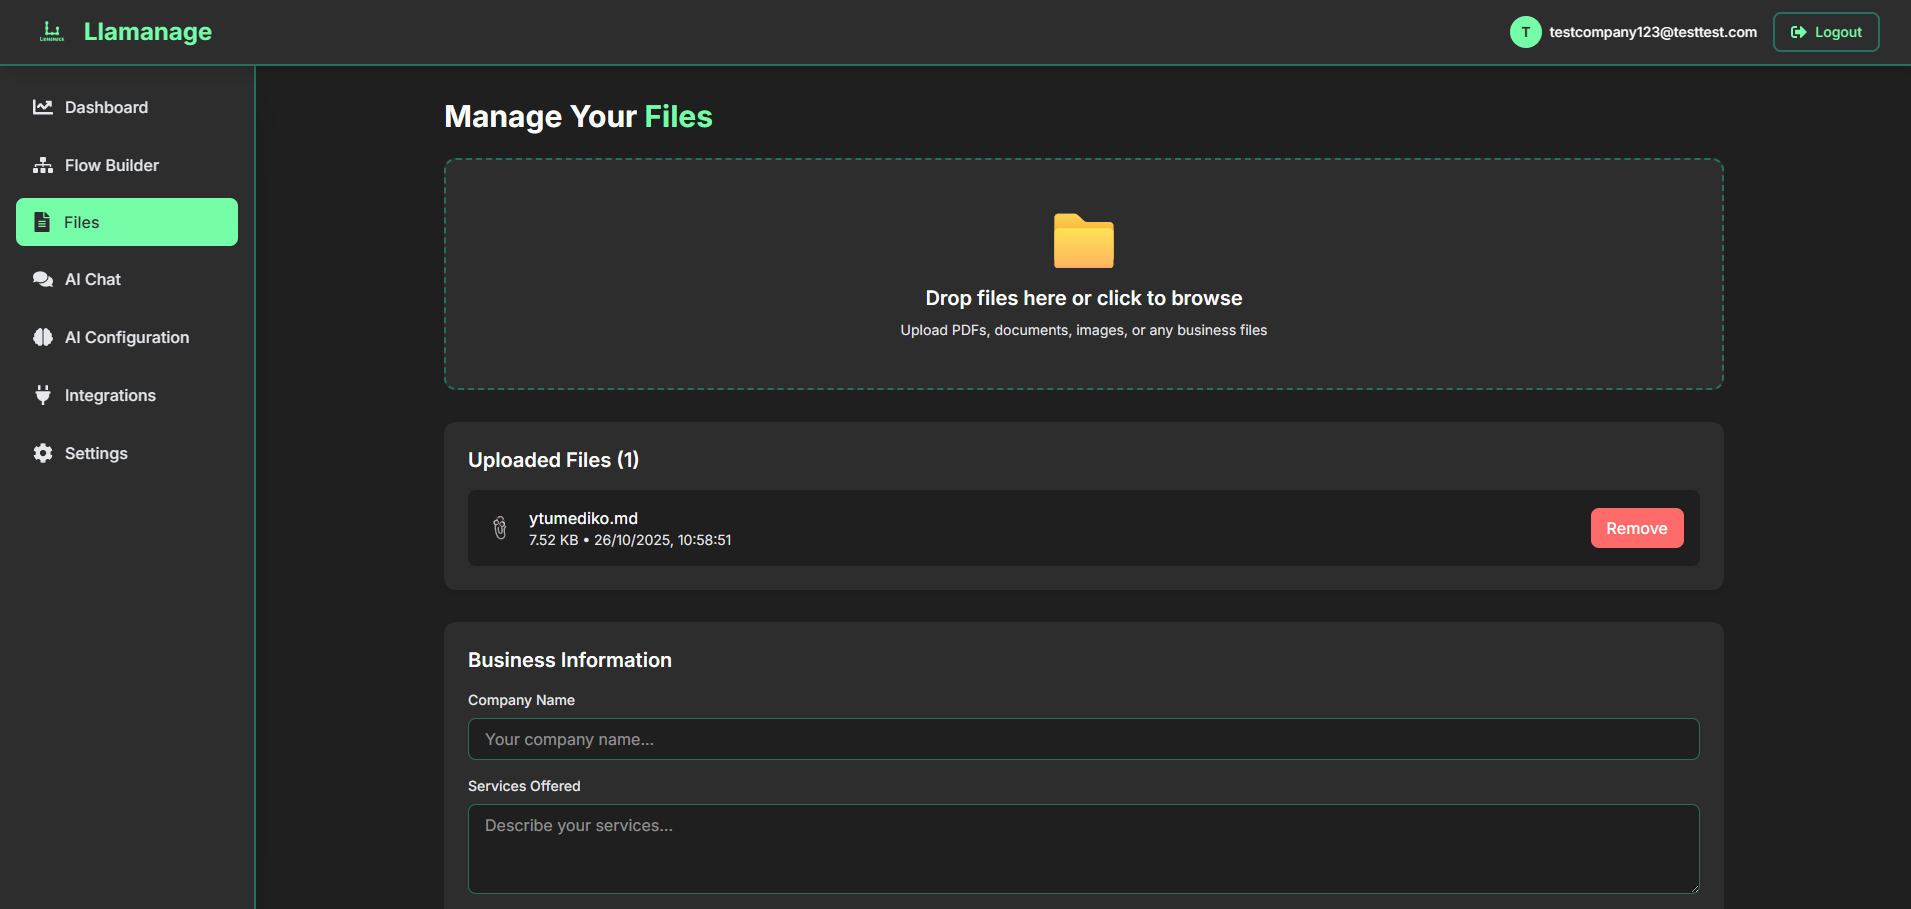 Llamanage
T
testcompany123@testtest.com
Logout
Dashboard
Flow Builder
Files
AI Chat
AI Configuration
Integrations
Settings
Manage Your Files
Drop files here or click to browse
Upload PDFs, documents, images, or any business files
Uploaded Files (1)
ytumediko.md
7.52 KB • 26/10/2025, 10:58:51
Remove
Business Information
Company Name
Your company name...
Services Offered
Describe your services...